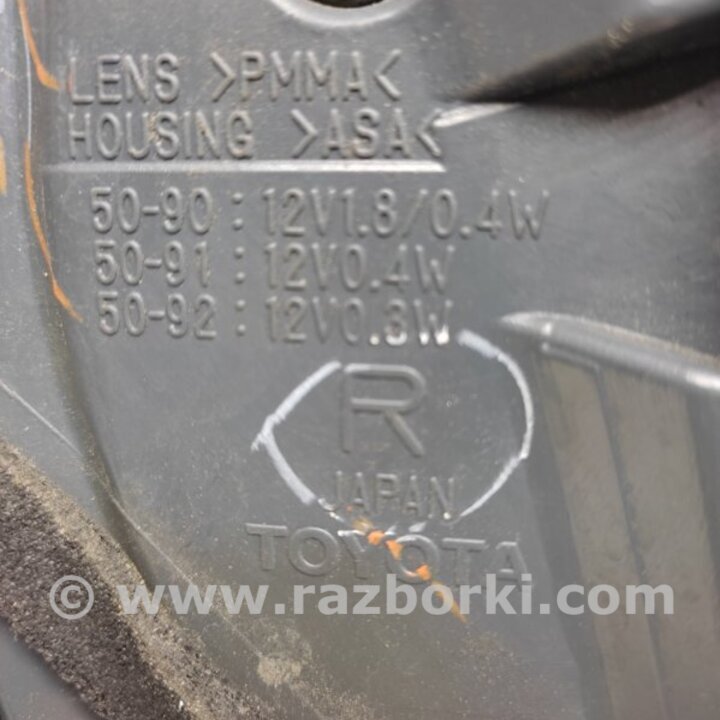 LENS >PMMA<
HOUSING >ASA<
50-90 : 12V1.8/0.4W
50-91 : 12V0.4W
50-92 : 12V0.3W
R
JAPAN
TOYOTA
© www.razborki.com